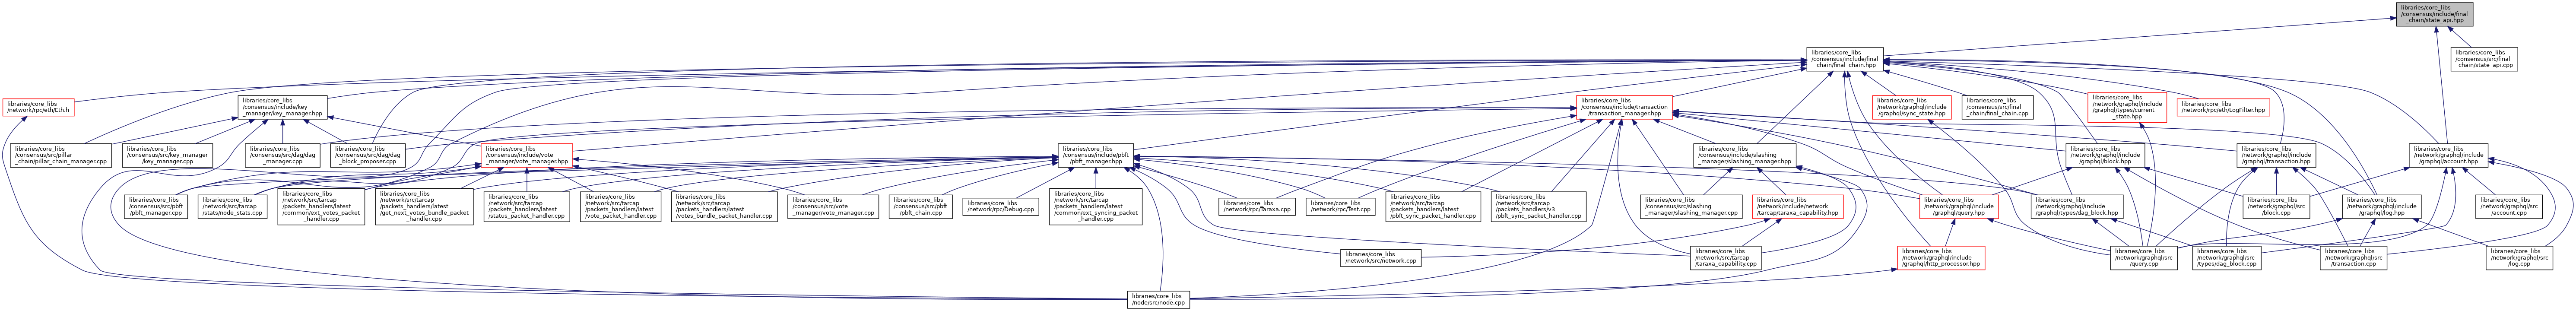 libraries/core_libs
/consensus/include/final
_chain/state_api.hpp
libraries/core_libs
/consensus/include/final
_chain/final_chain.hpp
libraries/core_libs
/consensus/src/final
_chain/state_api.cpp
libraries/core_libs
/network/rpc/eth/Eth.h
libraries/core_libs
/consensus/include/key
_manager/key_manager.hpp
libraries/core_libs
/consensus/include/transaction
/transaction_manager.hpp
libraries/core_libs
/network/graphql/include
/graphql/sync_state.hpp
libraries/core_libs
/consensus/src/final
_chain/final_chain.cpp
libraries/core_libs
/network/graphql/include
/graphql/types/current
_state.hpp
libraries/core_libs
/network/rpc/eth/LogFilter.hpp
libraries/core_libs
/consensus/src/pillar
_chain/pillar_chain_manager.cpp
libraries/core_libs
/consensus/src/key_manager
/key_manager.cpp
libraries/core_libs
/consensus/src/dag/dag
_manager.cpp
libraries/core_libs
/consensus/src/dag/dag
_block_proposer.cpp
libraries/core_libs
/consensus/include/vote
_manager/vote_manager.hpp
libraries/core_libs
/consensus/include/pbft
/pbft_manager.hpp
libraries/core_libs
/consensus/include/slashing
_manager/slashing_manager.hpp
libraries/core_libs
/network/graphql/include
/graphql/block.hpp
libraries/core_libs
/network/graphql/include
/graphql/transaction.hpp
libraries/core_libs
/network/graphql/include
/graphql/account.hpp
libraries/core_libs
/consensus/src/pbft
/pbft_manager.cpp
libraries/core_libs
/network/src/tarcap
/stats/node_stats.cpp
libraries/core_libs
/network/src/tarcap
/packets_handlers/latest
/common/ext_votes_packet
_handler.cpp
libraries/core_libs
/network/src/tarcap
/packets_handlers/latest
/get_next_votes_bundle_packet
_handler.cpp
libraries/core_libs
/network/src/tarcap
/packets_handlers/latest
/status_packet_handler.cpp
libraries/core_libs
/network/src/tarcap
/packets_handlers/latest
/vote_packet_handler.cpp
libraries/core_libs
/network/src/tarcap
/packets_handlers/latest
/votes_bundle_packet_handler.cpp
libraries/core_libs
/consensus/src/vote
_manager/vote_manager.cpp
libraries/core_libs
/consensus/src/pbft
/pbft_chain.cpp
libraries/core_libs
/network/rpc/Debug.cpp
libraries/core_libs
/network/src/tarcap
/packets_handlers/latest
/common/ext_syncing_packet
_handler.cpp
libraries/core_libs
/network/rpc/Taraxa.cpp
libraries/core_libs
/network/rpc/Test.cpp
libraries/core_libs
/network/src/tarcap
/packets_handlers/latest
/pbft_sync_packet_handler.cpp
libraries/core_libs
/network/src/tarcap
/packets_handlers/v3
/pbft_sync_packet_handler.cpp
libraries/core_libs
/consensus/src/slashing
_manager/slashing_manager.cpp
libraries/core_libs
/network/include/network
/tarcap/taraxa_capability.hpp
libraries/core_libs
/network/graphql/include
/graphql/query.hpp
libraries/core_libs
/network/graphql/include
/graphql/types/dag_block.hpp
libraries/core_libs
/network/graphql/src
/block.cpp
libraries/core_libs
/network/graphql/include
/graphql/log.hpp
libraries/core_libs
/network/graphql/src
/account.cpp
libraries/core_libs
/network/src/network.cpp
libraries/core_libs
/network/src/tarcap
/taraxa_capability.cpp
libraries/core_libs
/network/graphql/include
/graphql/http_processor.hpp
libraries/core_libs
/network/graphql/src
/query.cpp
libraries/core_libs
/network/graphql/src
/types/dag_block.cpp
libraries/core_libs
/network/graphql/src
/transaction.cpp
libraries/core_libs
/network/graphql/src
/log.cpp
libraries/core_libs
/node/src/node.cpp